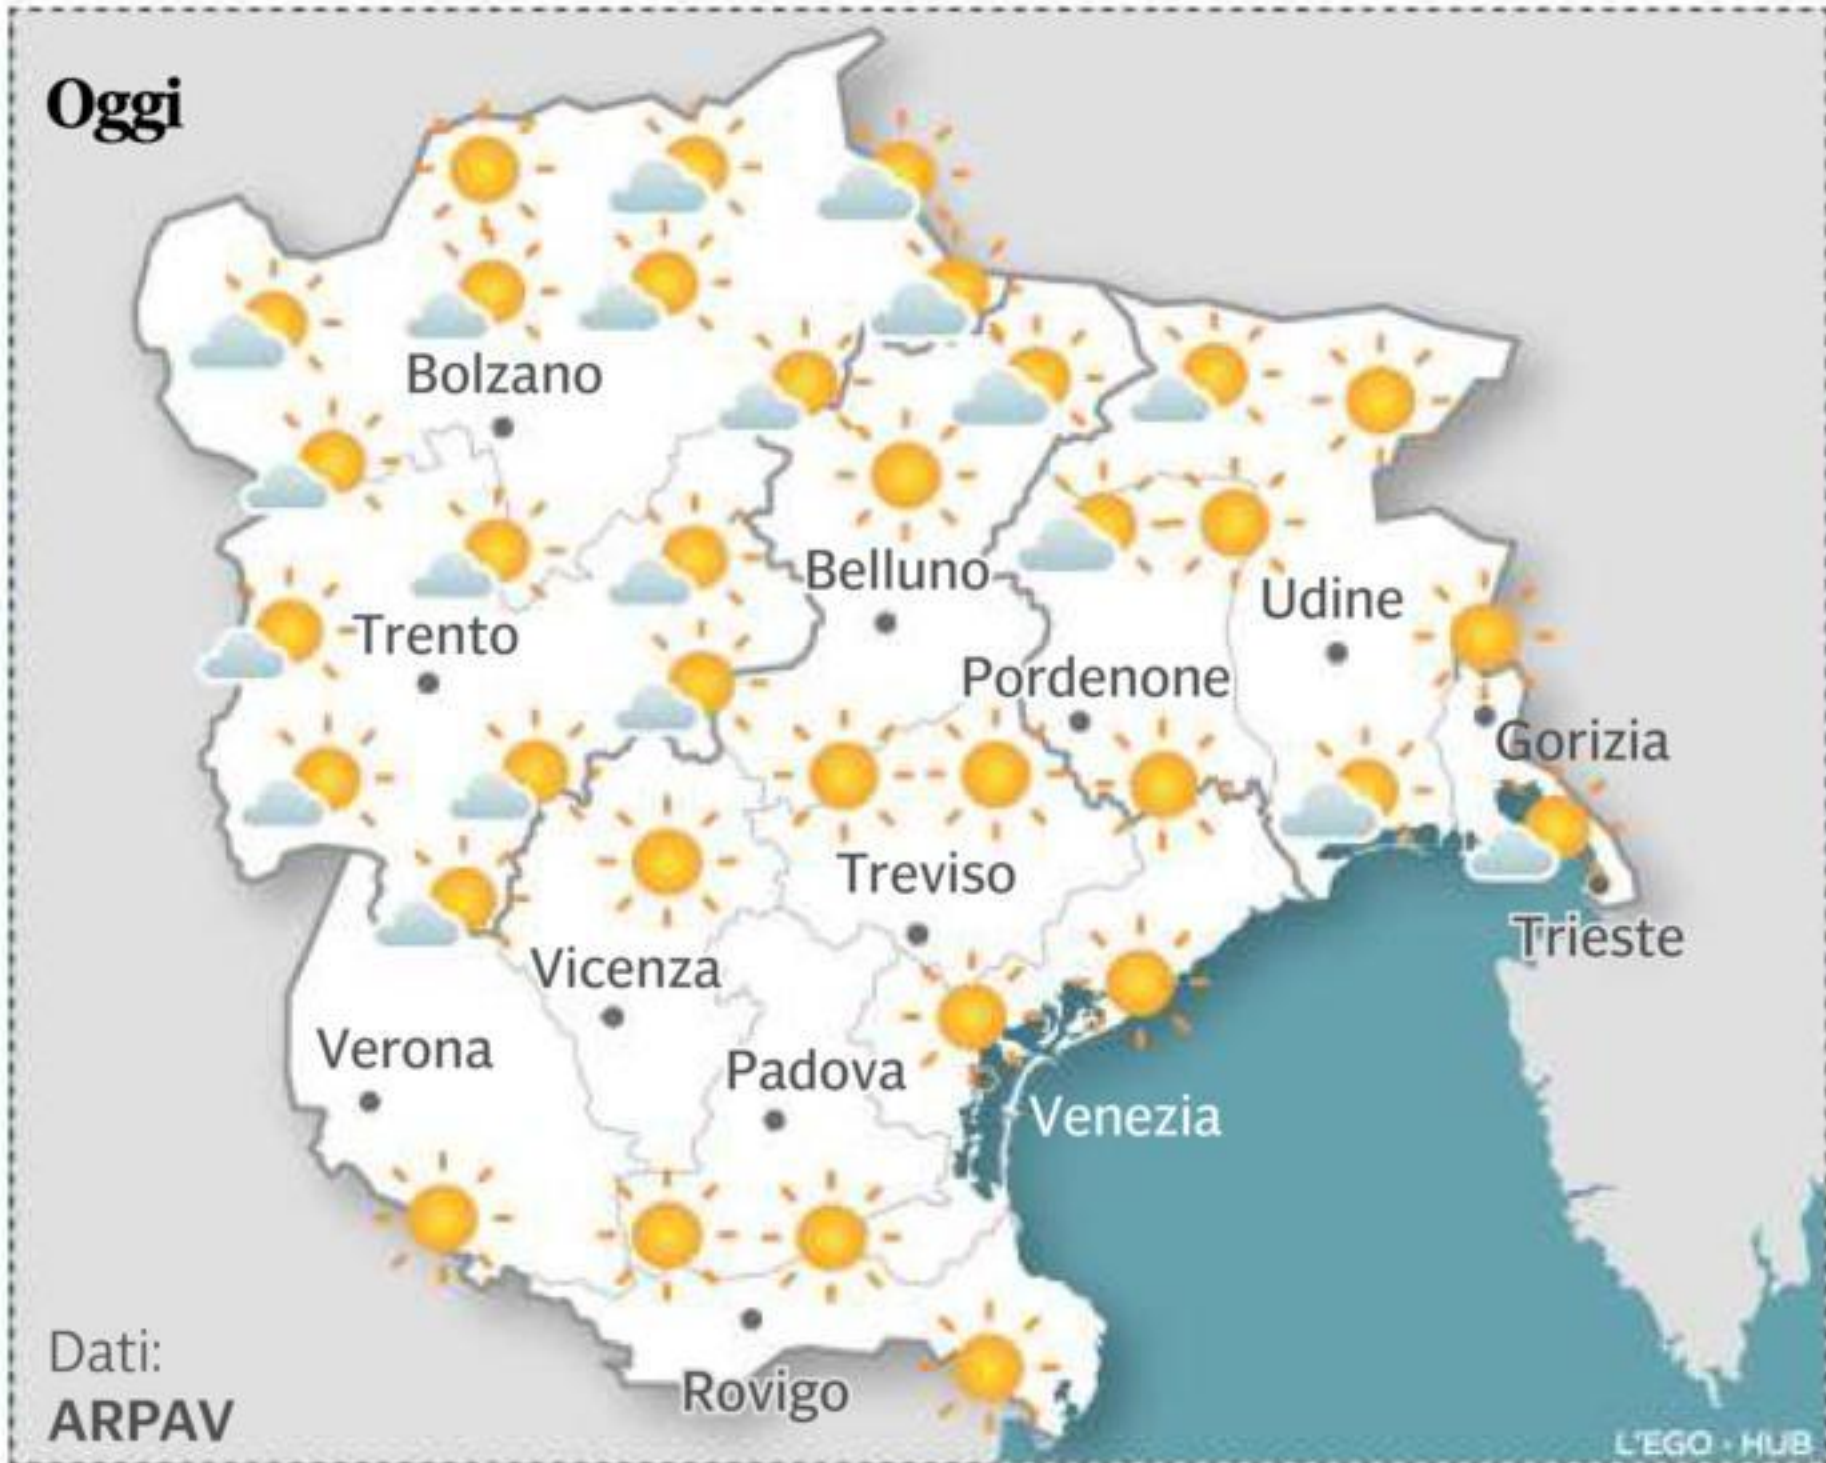 Oggi
Bolzano
Belluno
Udine
Trento
Pordenone
Gorizia
Treviso
Trieste
Vicenza
Verona
Padova
Venezia
Dati:
ARPAV
Rovigo
L'EGO - HUB